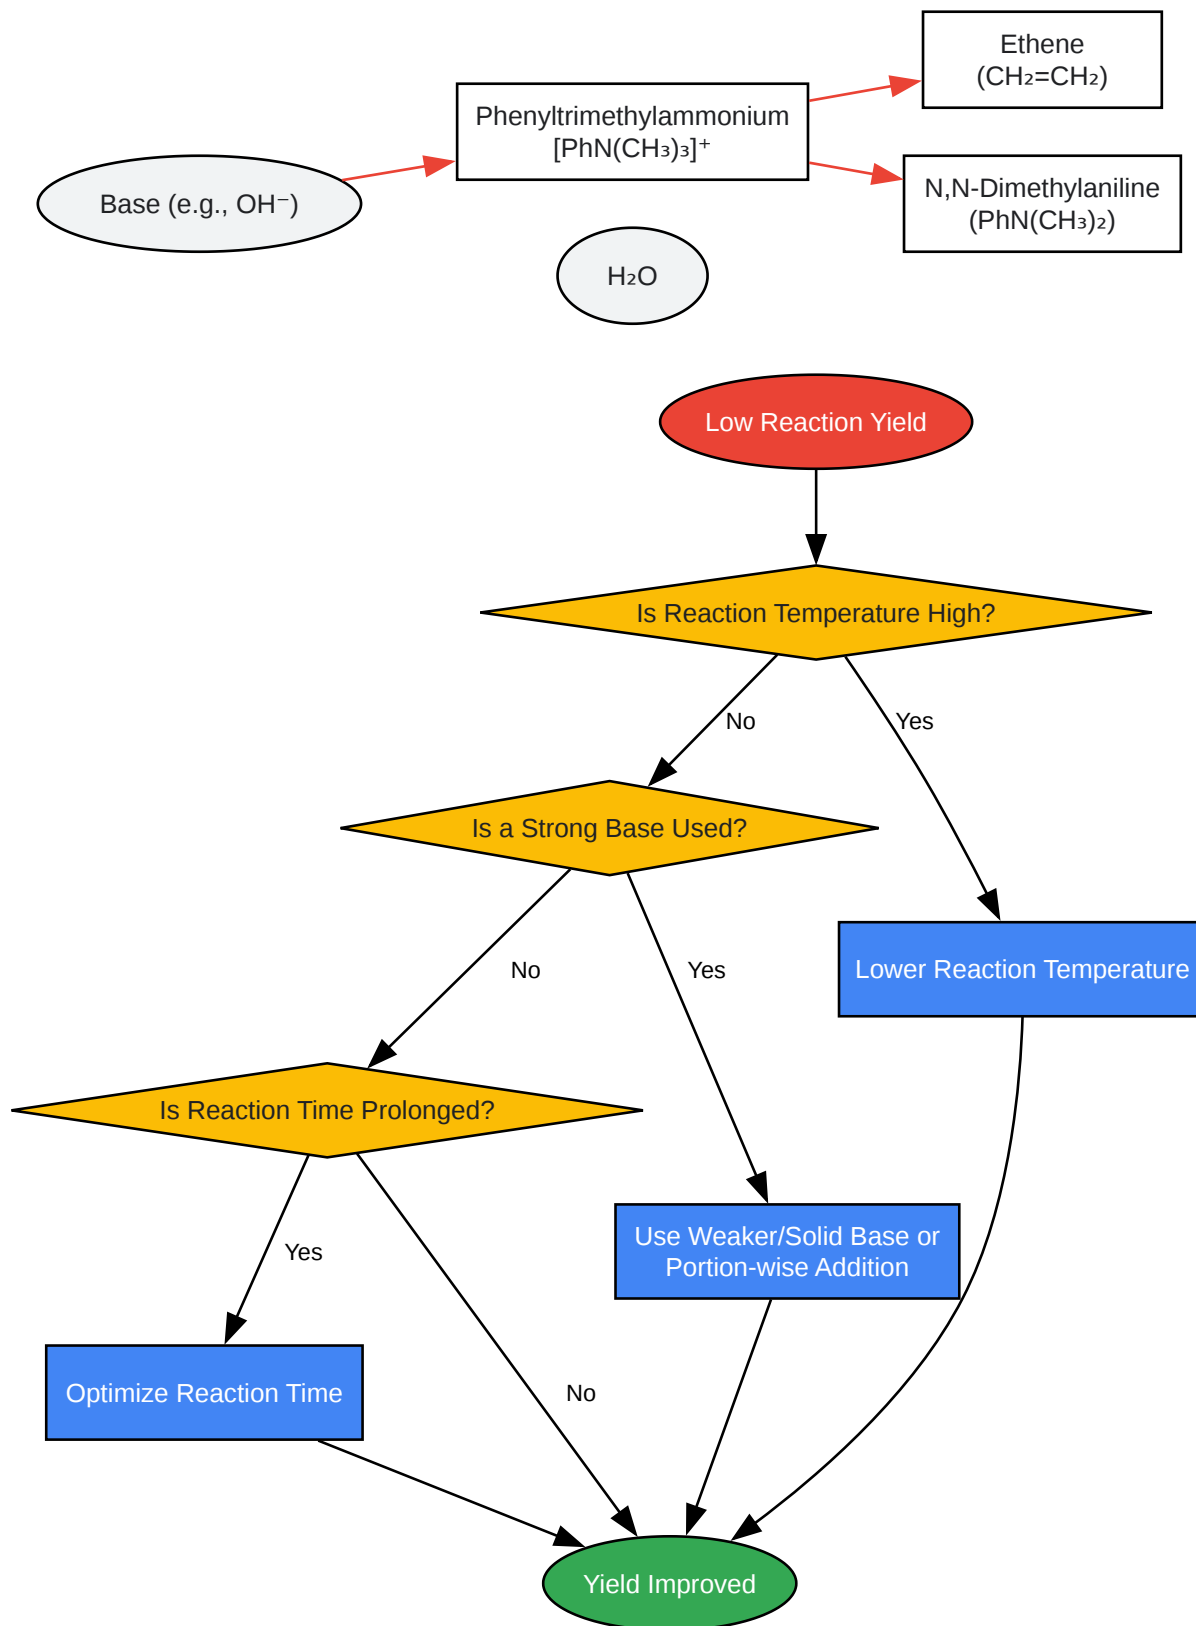 Ethene
(CH₂=CH₂)
Phenyltrimethylammonium
[PhN(CH₃)₃]⁺
Base (e.g., OH⁻)
N,N-Dimethylaniline
(PhN(CH₃)₂)
H₂O
Low Reaction Yield
Is Reaction Temperature High?
No
Yes
Is a Strong Base Used?
No
Yes
Lower Reaction Temperature
Is Reaction Time Prolonged?
Use Weaker/Solid Base or
Portion-wise Addition
Yes
Optimize Reaction Time
No
Yield Improved